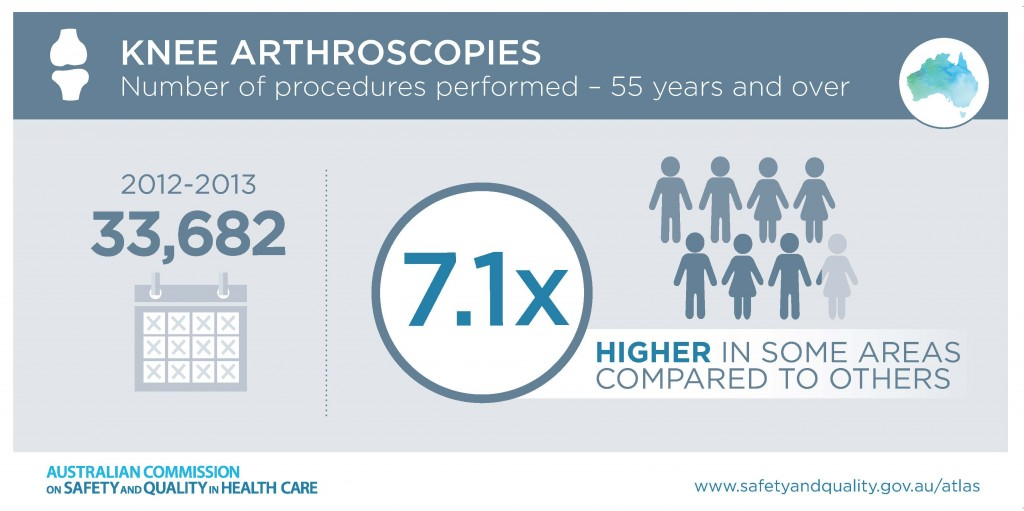 KNEE ARTHROSCOPIES
Number of procedures performed – 55 years and over
2012-2013
33,682
7.1x
HIGHER IN SOME AREAS
COMPARED TO OTHERS
AUSTRALIAN COMMISSION
ON SAFETY AND QUALITY IN HEALTH CARE
www.safetyandquality.gov.au/atlas